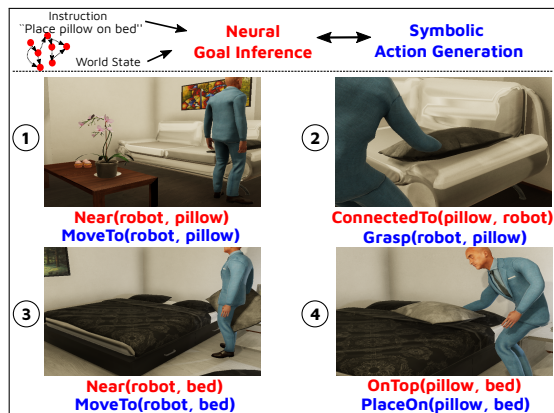 Instruction
``Place pillow on bed''
World State
Neural
Goal Inference
Symbolic
Action Generation
1
2
Near(robot, pillow)
MoveTo(robot, pillow)
ConnectedTo(pillow, robot)
Grasp(robot, pillow)
3
4
Near(robot, bed)
MoveTo(robot, bed)
OnTop(pillow, bed)
PlaceOn(pillow, bed)